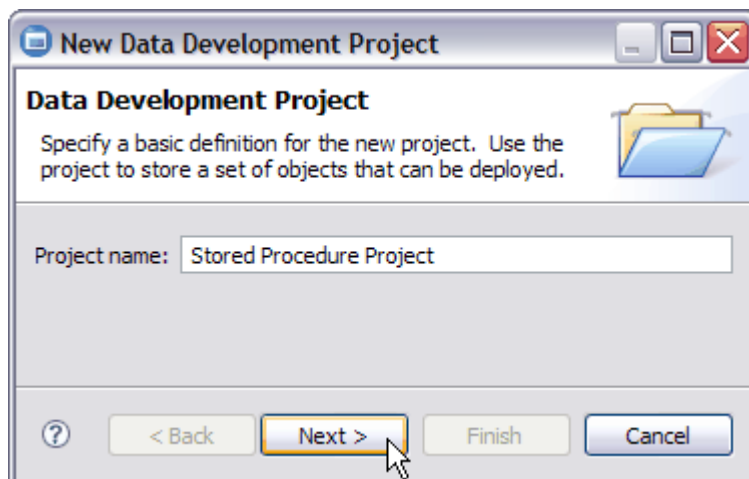 New Data Development Project
Data Development Project
Specify a basic definition for the new project. Use the
project to store a set of objects that can be deployed.
Project name: Stored Procedure Project
? < Back Next > Finish Cancel